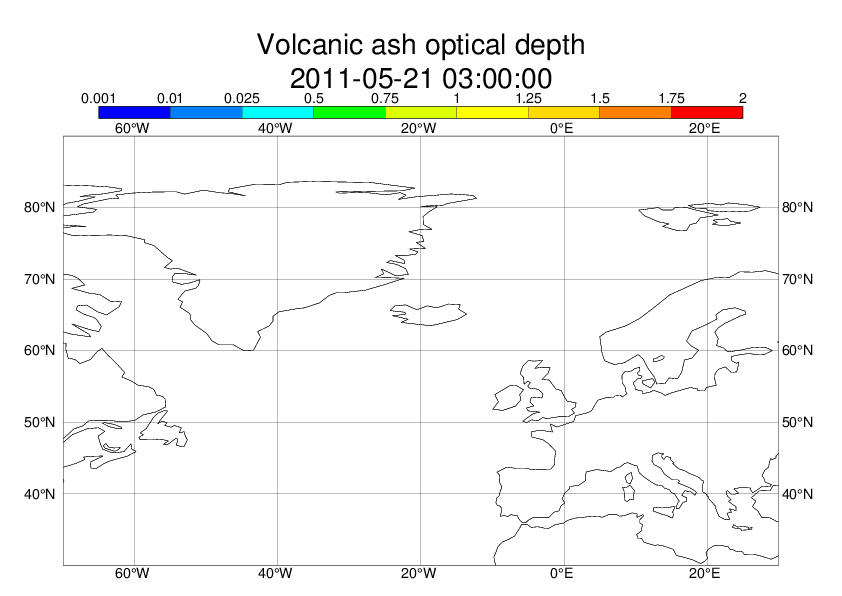 Volcanic ash optical depth
2011-05-21 03:00:00
0.001 0.01 0.025 0.5 0.75 1 1.25 1.5 1.75 2
60°W 40°W 20°W 0°E 20°E
80°N 80°N
70°N 70°N
60°N 60°N
50°N 50°N
40°N 40°N
60°W 40°W 20°W 0°E 20°E